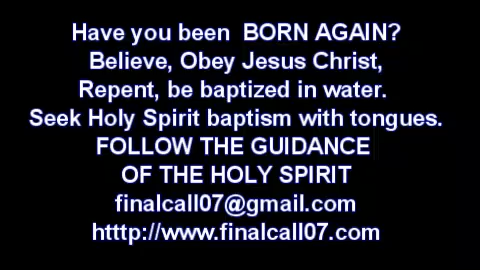 Have you been  BORN AGAIN?
Believe, Obey Jesus Christ,
Repent, be baptized in water.
Seek Holy Spirit baptism with tongues.
FOLLOW THE GUIDANCE
OF THE HOLY SPIRIT
finalcall07@gmail.com
htttp://www.finalcall07.com